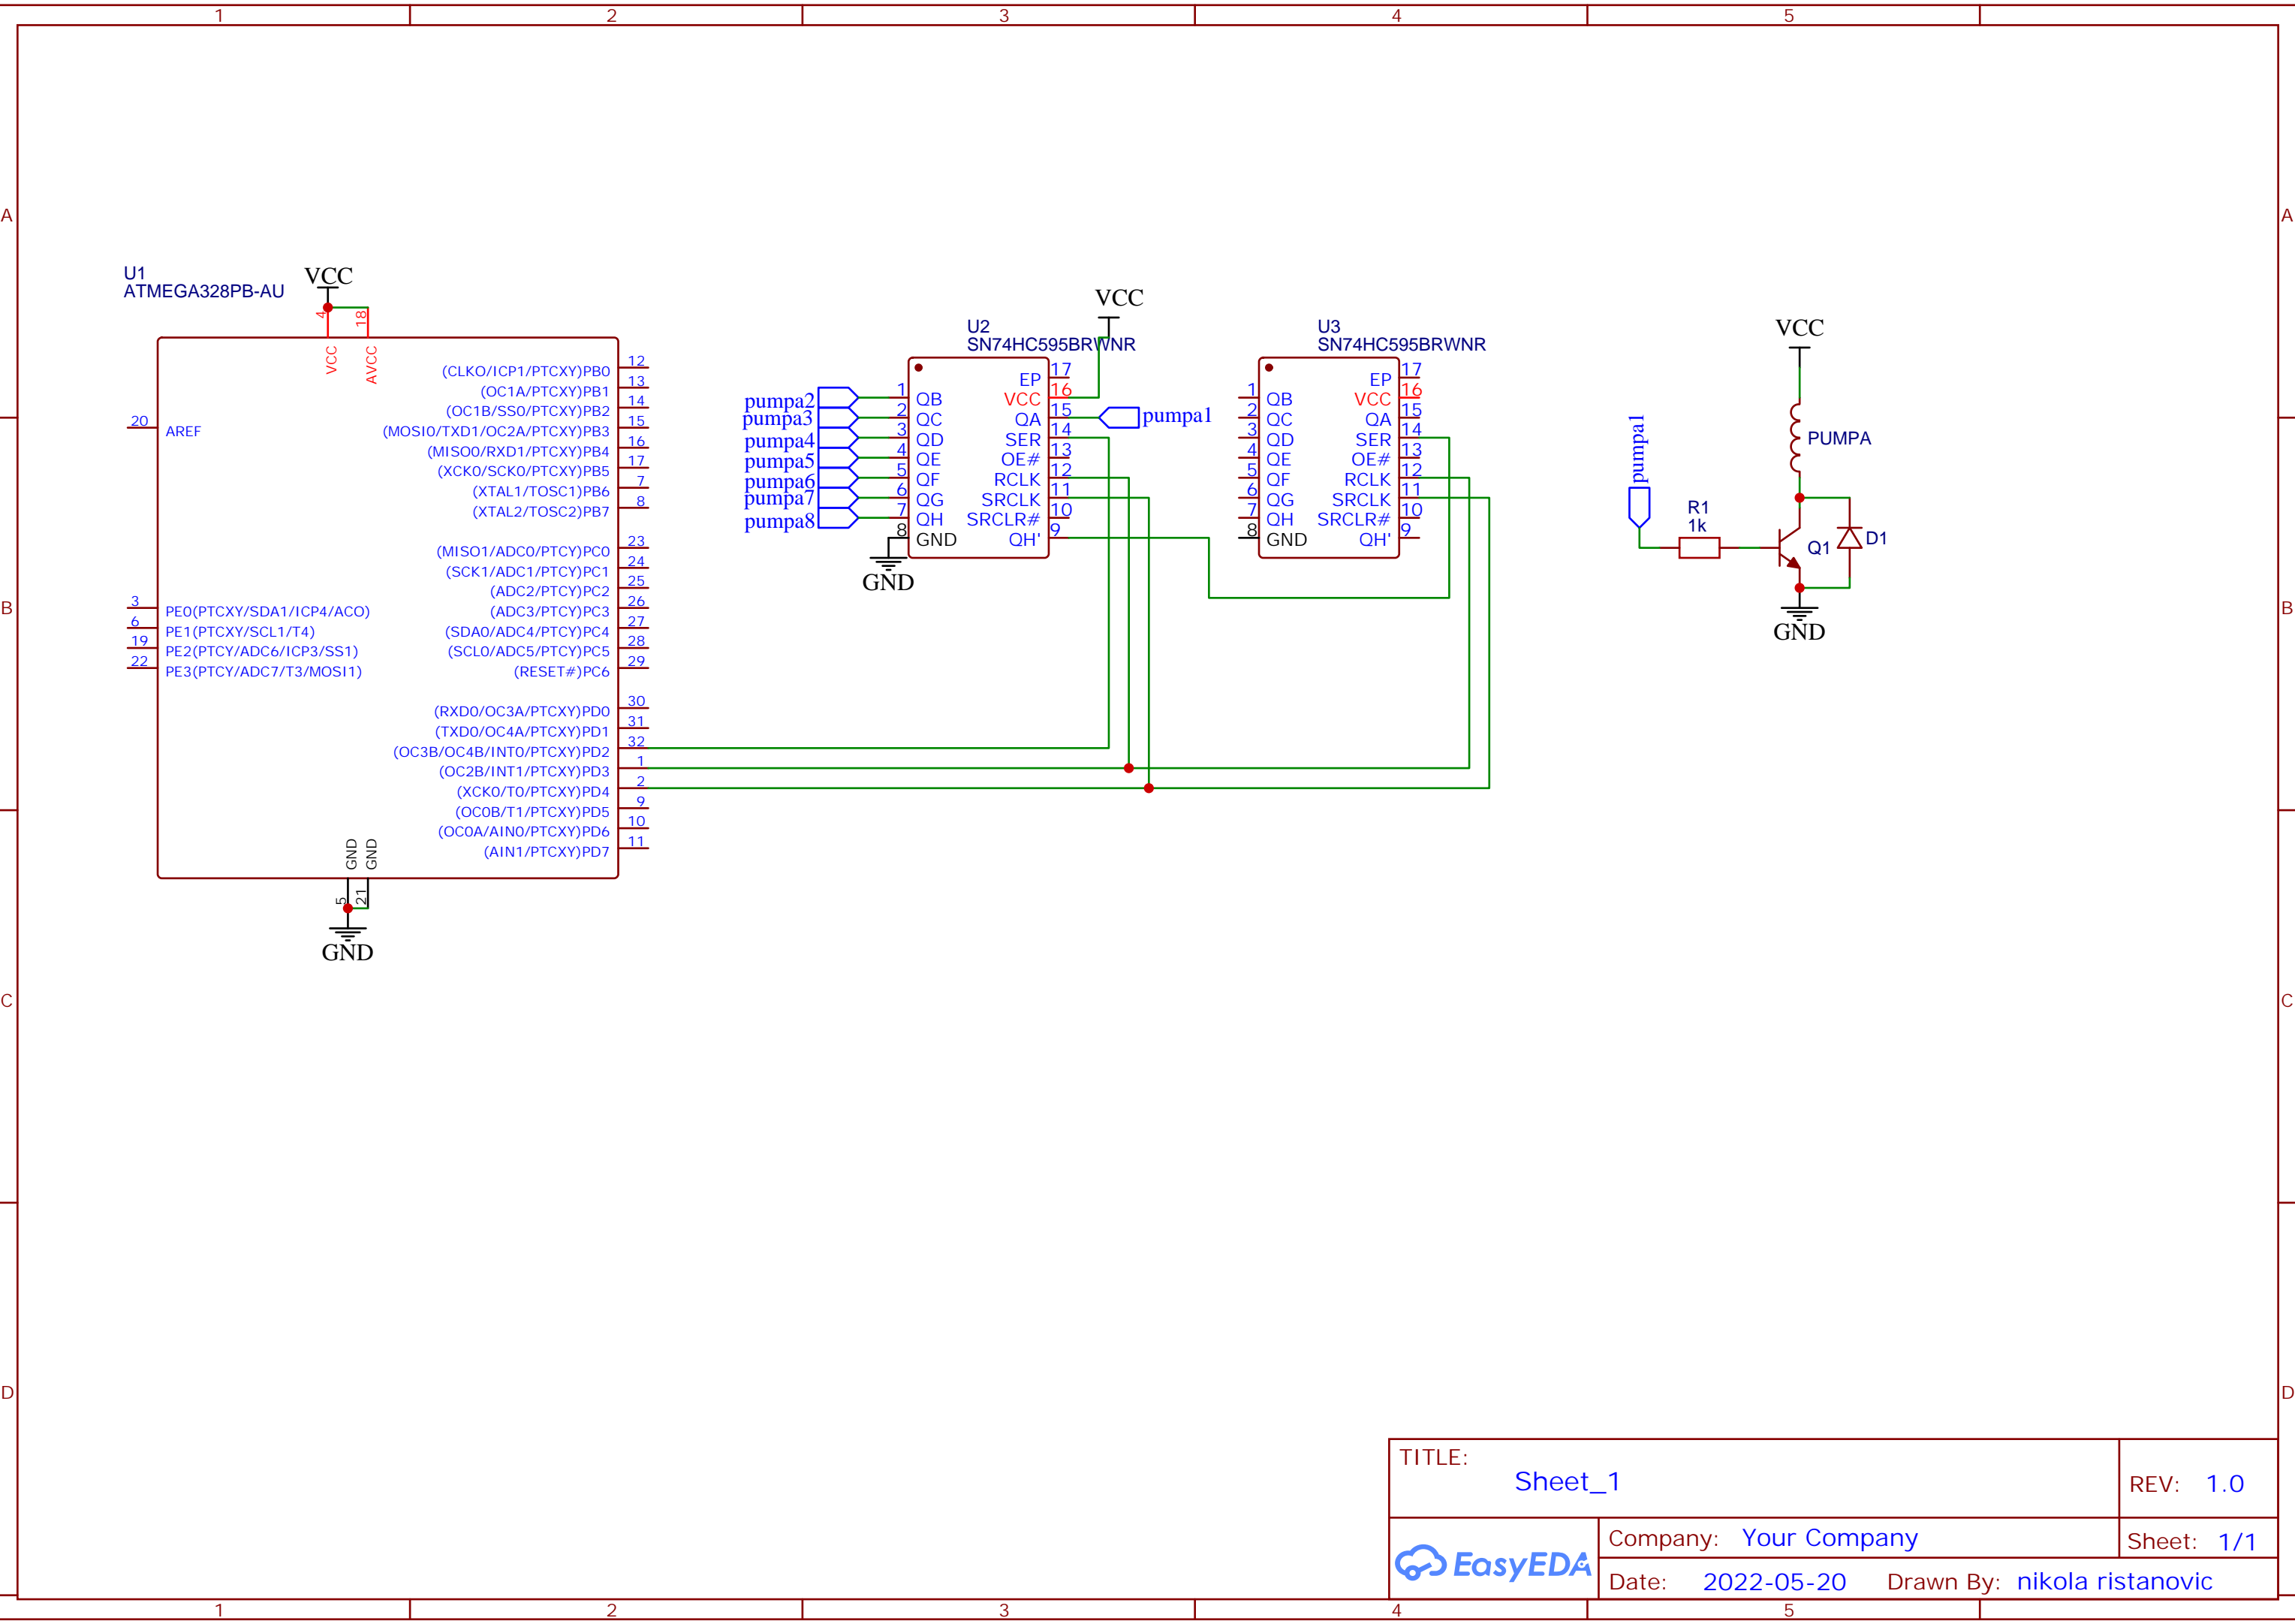 1 2 3 4 5
A A
B B
C C
D D
U1
ATMEGA328PB-AU
VCC
4 18
VCC AVCC
20 AREF
3 PE0(PTCXY/SDA1/ICP4/ACO)
6 PE1(PTCXY/SCL1/T4)
19 PE2(PTCY/ADC6/ICP3/SS1)
22 PE3(PTCY/ADC7/T3/MOSI1)
(CLKO/ICP1/PTCXY)PB0 12
(OC1A/PTCXY)PB1 13
(OC1B/SS0/PTCXY)PB2 14
(MOSI0/TXD1/OC2A/PTCXY)PB3 15
(MISO0/RXD1/PTCXY)PB4 16
(XCK0/SCK0/PTCXY)PB5 17
(XTAL1/TOSC1)PB6 7
(XTAL2/TOSC2)PB7 8
(MISO1/ADC0/PTCY)PC0 23
(SCK1/ADC1/PTCY)PC1 24
(ADC2/PTCY)PC2 25
(ADC3/PTCY)PC3 26
(SDA0/ADC4/PTCY)PC4 27
(SCL0/ADC5/PTCY)PC5 28
(RESET#)PC6 29
(RXD0/OC3A/PTCXY)PD0 30
(TXD0/OC4A/PTCXY)PD1 31
(OC3B/OC4B/INT0/PTCXY)PD2 32
(OC2B/INT1/PTCXY)PD3 1
(XCK0/T0/PTCXY)PD4 2
(OC0B/T1/PTCXY)PD5 9
(OC0A/AIN0/PTCXY)PD6 10
(AIN1/PTCXY)PD7 11
GND GND
5 21
GND
VCC
U2
SN74HC595BRWNR
EP 17
pumpa2 1 QB VCC 16
pumpa3 2 QC QA 15 pumpa1
pumpa4 3 QD SER 14
pumpa5 4 QE OE# 13
pumpa6 5 QF RCLK 12
pumpa7 6 QG SRCLK 11
pumpa8 7 QH SRCLR# 10
8 GND QH' 9
GND
U3
SN74HC595BRWNR
EP 17
1 QB VCC 16
2 QC QA 15
3 QD SER 14
4 QE OE# 13
5 QF RCLK 12
6 QG SRCLK 11
7 QH SRCLR# 10
8 GND QH' 9
VCC
PUMPA
pumpa1
R1
1k
Q1 D1
GND
TITLE:
Sheet_1
REV: 1.0
EasyEDA
Company: Your Company
Sheet: 1/1
Date: 2022-05-20 Drawn By: nikola ristanovic
1 2 3 4 5